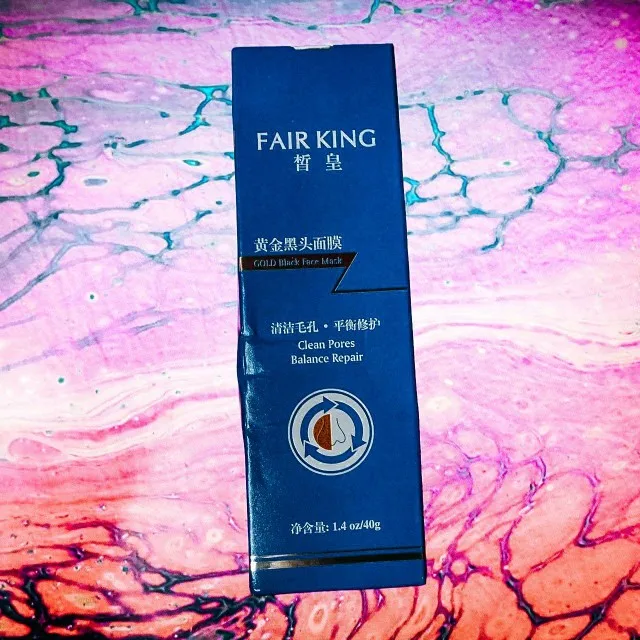 FAIR KING
皙皇
黄金黑头面膜
GOLD Black Face Mask
清洁毛孔•平衡修护
Clean Pores
Balance Repair
净含量: 1.4 oz/40g